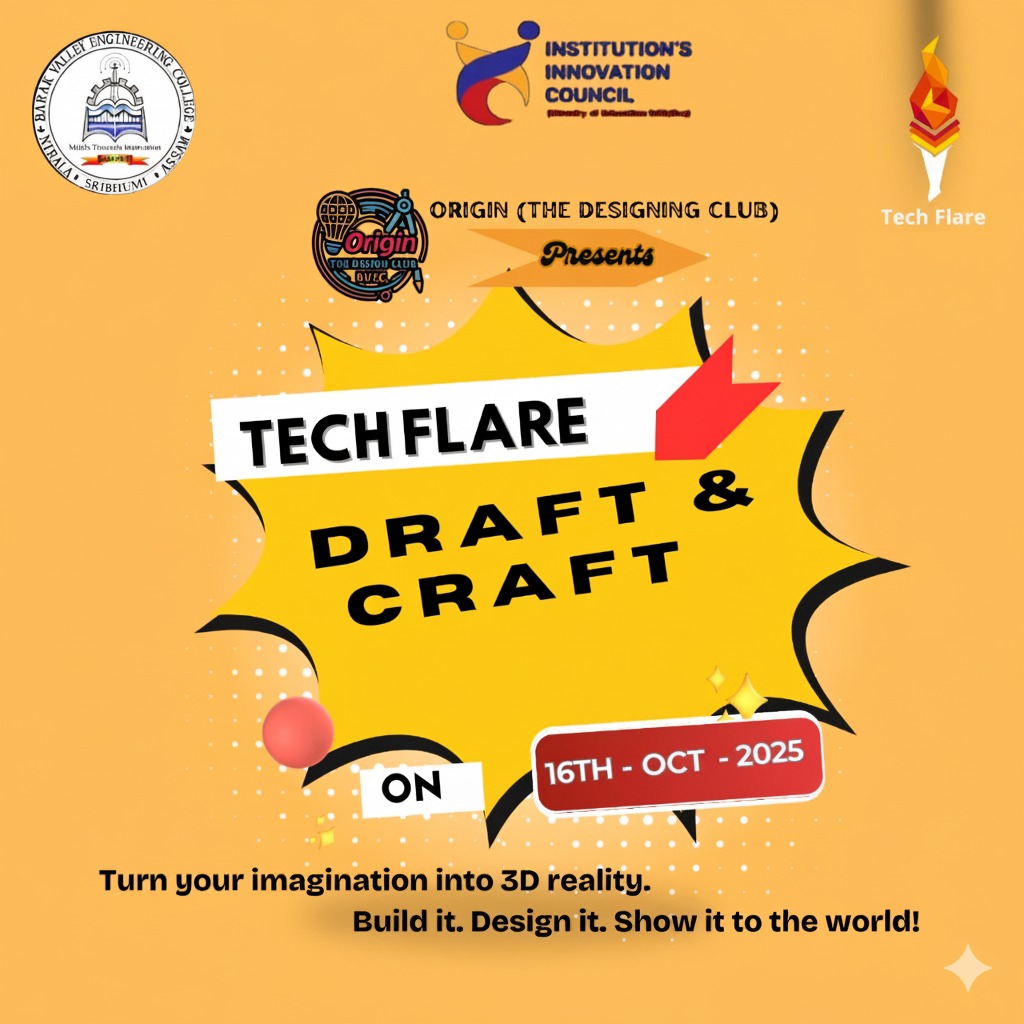 BARAK VALLEY ENGINEERING COLLEGE
NIRALA • SRIBHUMI • ASSAM
INSTITUTION'S
INNOVATION
COUNCIL
Tech Flare
ORIGIN (THE DESIGNING CLUB)
Presents
Origin
BVEC
TECHFLARE
DRAFT &
CRAFT
ON
16TH - OCT - 2025
Turn your imagination into 3D reality.
Build it. Design it. Show it to the world!